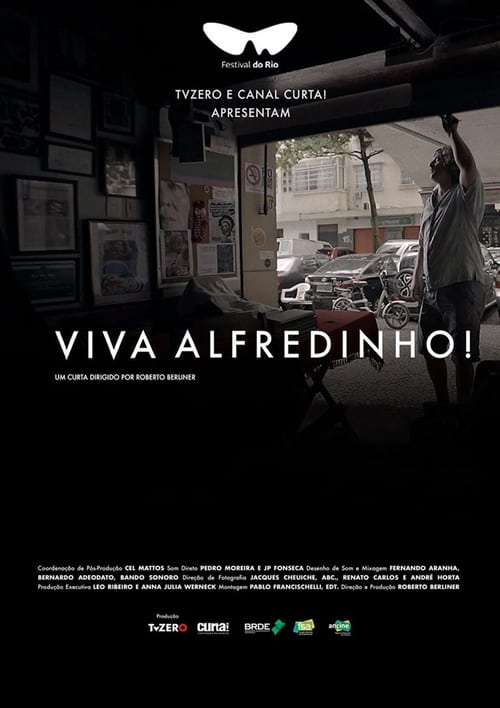 Festival do Rio
TVZERO E CANAL CURTA!
APRESENTAM
VIVA ALFREDINHO!
UM CURTA DIRIGIDO POR ROBERTO BERLINER
Coordenação de Pós-Produção CEL MATTOS Som Direto PEDRO MOREIRA E JP FONSECA Desenho de Som e Mixagem FERNANDO ARANHA,
BERNARDO ADEODATO, BANDO SONORO Direção de Fotografia JACQUES CHEUICHE, ABC., RENATO CARLOS E ANDRÉ HORTA
Produção Executiva LEO RIBEIRO E ANNA JULIA WERNECK Montagem PABLO FRANCISCHELLI, EDT. Direção e Produção ROBERTO BERLINER
Produção
TvZERO curta! BRDE fsa ancine